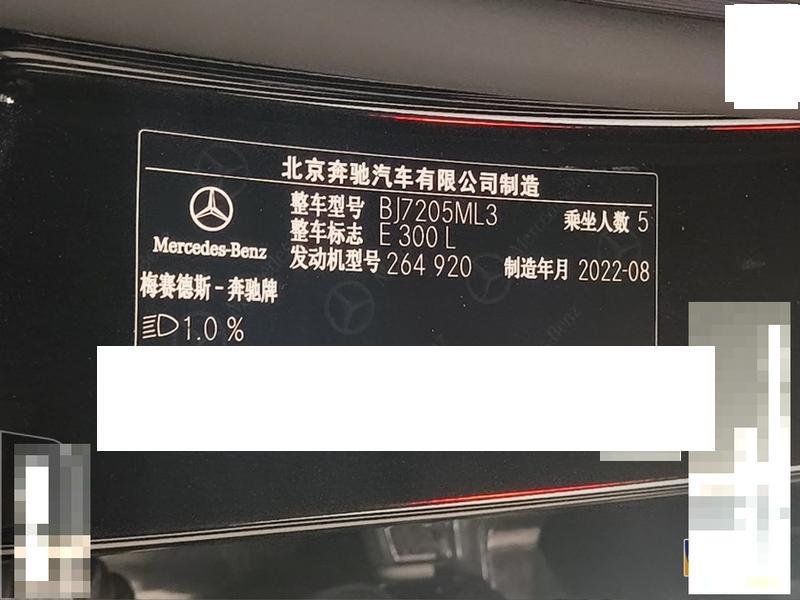 北京奔驰汽车有限公司制造
整车型号 BJ7205ML3 乘坐人数 5
整车标志 E 300 L
发动机型号 264 920 制造年月 2022-08
Mercedes-Benz
梅赛德斯-奔驰牌
1.0 %